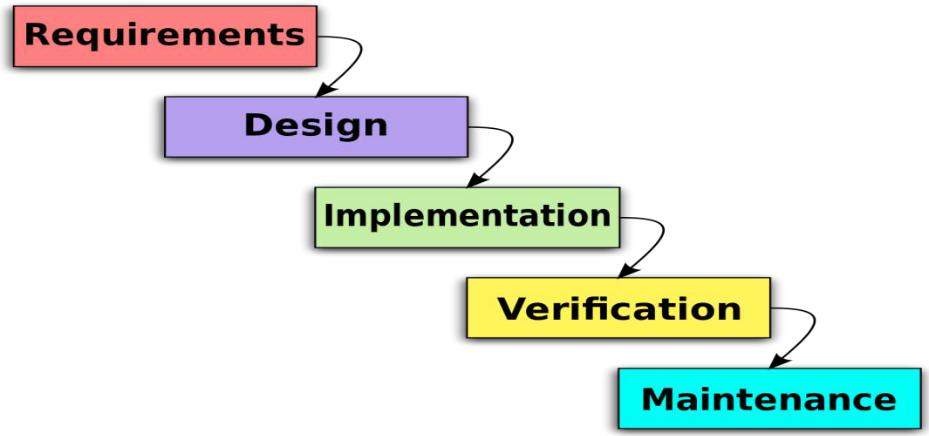 Requirements
Design
Implementation
Verification
Maintenance